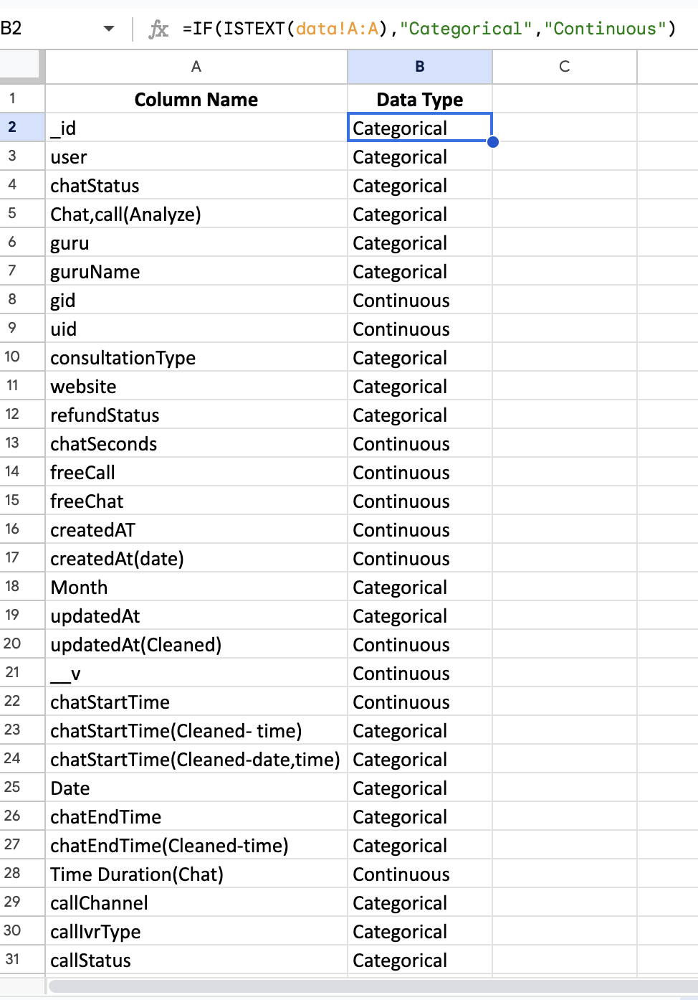 B2 fx =IF(ISTEXT(data!A:A),"Categorical","Continuous")
A B C
1 Column Name Data Type
2 _id Categorical
3 user Categorical
4 chatStatus Categorical
5 Chat,call(Analyze) Categorical
6 guru Categorical
7 guruName Categorical
8 gid Continuous
9 uid Continuous
10 consultationType Categorical
11 website Categorical
12 refundStatus Categorical
13 chatSeconds Continuous
14 freeCall Continuous
15 freeChat Continuous
16 createdAT Continuous
17 createdAt(date) Continuous
18 Month Categorical
19 updatedAt Categorical
20 updatedAt(Cleaned) Continuous
21 __v Continuous
22 chatStartTime Continuous
23 chatStartTime(Cleaned- time) Categorical
24 chatStartTime(Cleaned-date,time) Categorical
25 Date Categorical
26 chatEndTime Categorical
27 chatEndTime(Cleaned-time) Categorical
28 Time Duration(Chat) Continuous
29 callChannel Categorical
30 callIvrType Categorical
31 callStatus Categorical